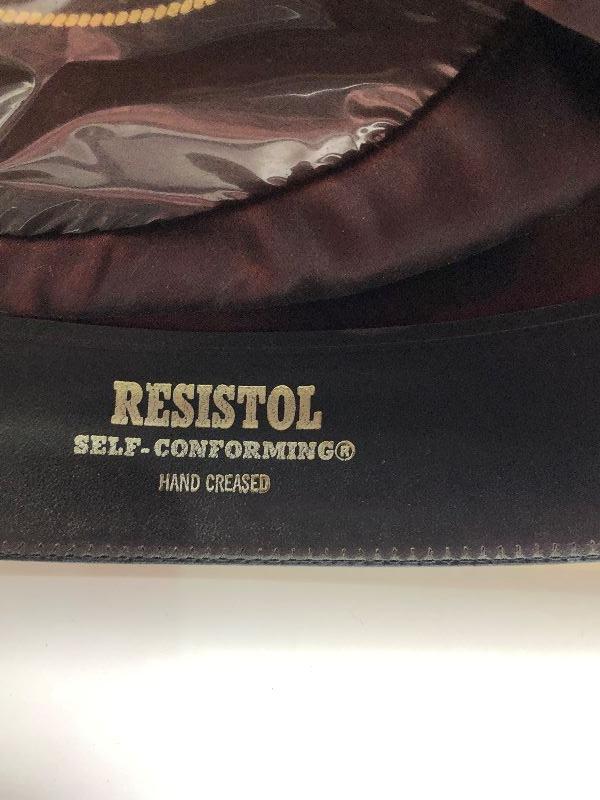 RESISTOL
SELF-CONFORMING®
HAND CREASED